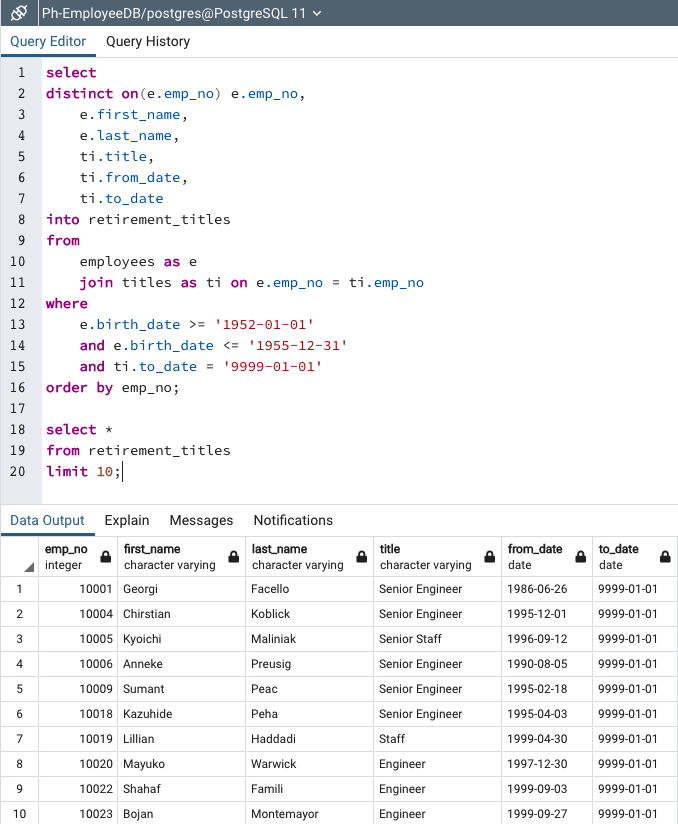 Ph-EmployeeDB/postgres@PostgreSQL 11
Query Editor Query History
1 select
2 distinct on(e.emp_no) e.emp_no,
3 e.first_name,
4 e.last_name,
5 ti.title,
6 ti.from_date,
7 ti.to_date
8 into retirement_titles
9 from
10 employees as e
11 join titles as ti on e.emp_no = ti.emp_no
12 where
13 e.birth_date >= '1952-01-01'
14 and e.birth_date <= '1955-12-31'
15 and ti.to_date = '9999-01-01'
16 order by emp_no;
17
18 select *
19 from retirement_titles
20 limit 10;
Data Output Explain Messages Notifications
emp_no first_name last_name title from_date to_date
integer character varying character varying character varying date date
1 10001 Georgi Facello Senior Engineer 1986-06-26 9999-01-01
2 10004 Chirstian Koblick Senior Engineer 1995-12-01 9999-01-01
3 10005 Kyoichi Maliniak Senior Staff 1996-09-12 9999-01-01
4 10006 Anneke Preusig Senior Engineer 1990-08-05 9999-01-01
5 10009 Sumant Peac Senior Engineer 1995-02-18 9999-01-01
6 10018 Kazuhide Peha Senior Engineer 1995-04-03 9999-01-01
7 10019 Lillian Haddadi Staff 1999-04-30 9999-01-01
8 10020 Mayuko Warwick Engineer 1997-12-30 9999-01-01
9 10022 Shahaf Famili Engineer 1999-09-03 9999-01-01
10 10023 Bojan Montemayor Engineer 1999-09-27 9999-01-01